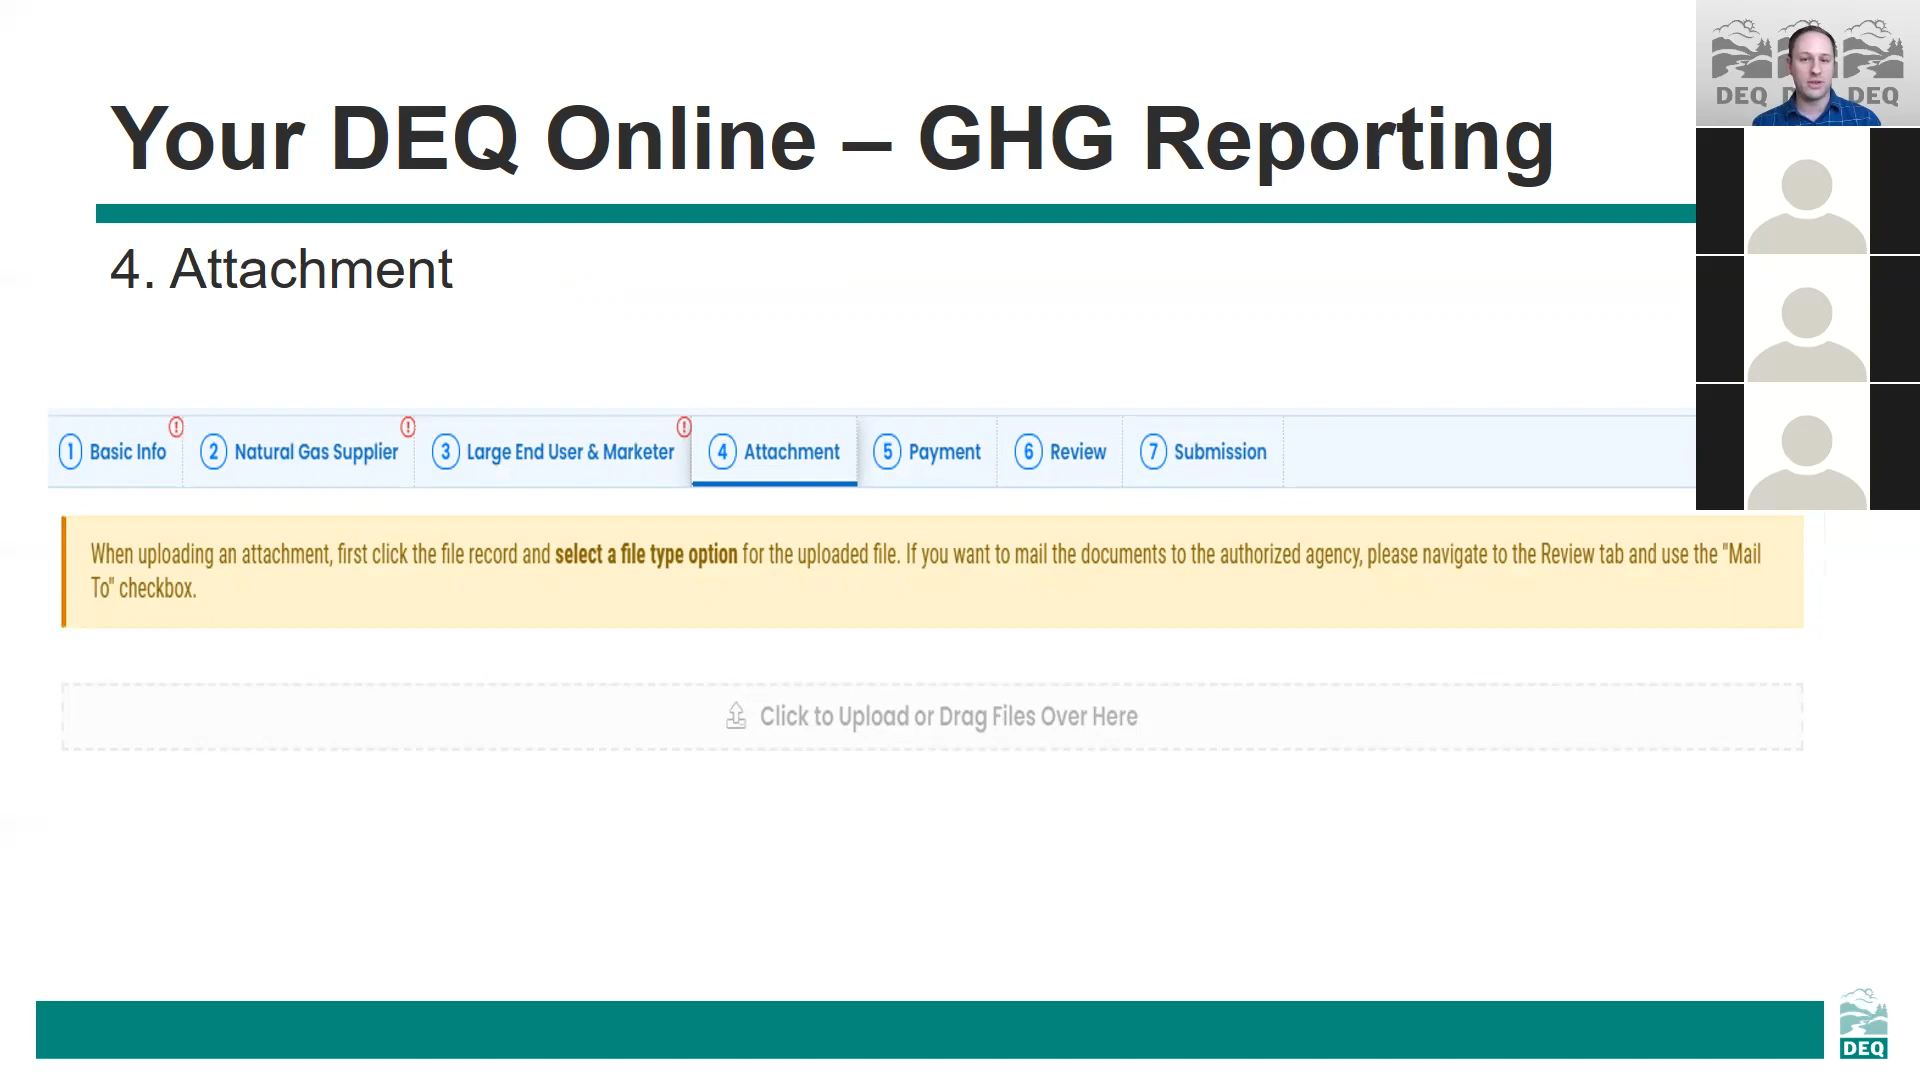 Your DEQ Online – GHG Reporting
4. Attachment
1 Basic Info ! 2 Natural Gas Supplier ! 3 Large End User & Marketer ! 4 Attachment 5 Payment 6 Review 7 Submission
When uploading an attachment, first click the file record and select a file type option for the uploaded file. If you want to mail the documents to the authorized agency, please navigate to the Review tab and use the "Mail
To" checkbox.
Click to Upload or Drag Files Over Here
DEQ D DEQ
DEQ